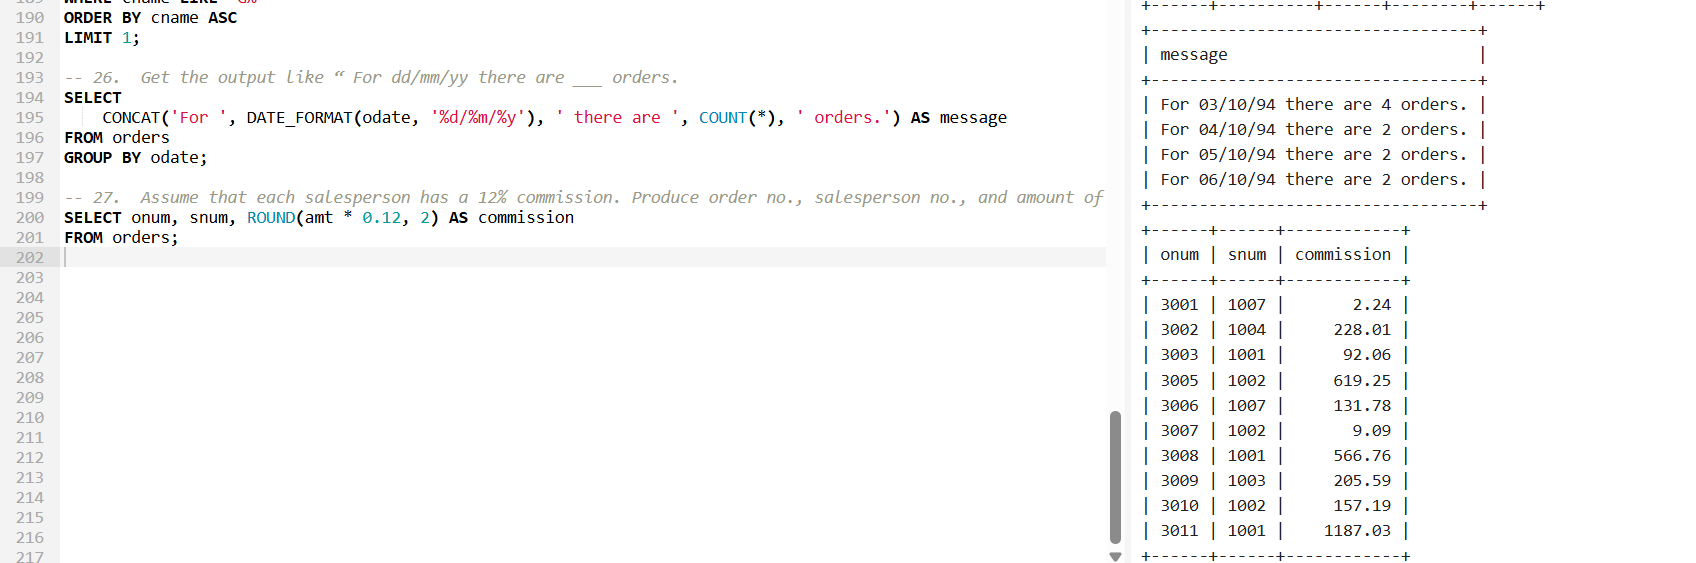 189 WHERE cname LIKE 'G%'
190 ORDER BY cname ASC
191 LIMIT 1;
192
193 -- 26.  Get the output like “ For dd/mm/yy there are ___ orders.
194 SELECT
195     CONCAT('For ', DATE_FORMAT(odate, '%d/%m/%y'), ' there are ', COUNT(*), ' orders.') AS message
196 FROM orders
197 GROUP BY odate;
198
199 -- 27.  Assume that each salesperson has a 12% commission. Produce order no., salesperson no., and amount of
200 SELECT onum, snum, ROUND(amt * 0.12, 2) AS commission
201 FROM orders;
202
203
204
205
206
207
208
209
210
211
212
213
214
215
216
217
+------+----------+------+--------+------+
+----------------------------------+
| message                          |
+----------------------------------+
| For 03/10/94 there are 4 orders. |
| For 04/10/94 there are 2 orders. |
| For 05/10/94 there are 2 orders. |
| For 06/10/94 there are 2 orders. |
+----------------------------------+
+------+------+------------+
| onum | snum | commission |
+------+------+------------+
| 3001 | 1007 |       2.24 |
| 3002 | 1004 |     228.01 |
| 3003 | 1001 |      92.06 |
| 3005 | 1002 |     619.25 |
| 3006 | 1007 |     131.78 |
| 3007 | 1002 |       9.09 |
| 3008 | 1001 |     566.76 |
| 3009 | 1003 |     205.59 |
| 3010 | 1002 |     157.19 |
| 3011 | 1001 |    1187.03 |
+------+------+------------+